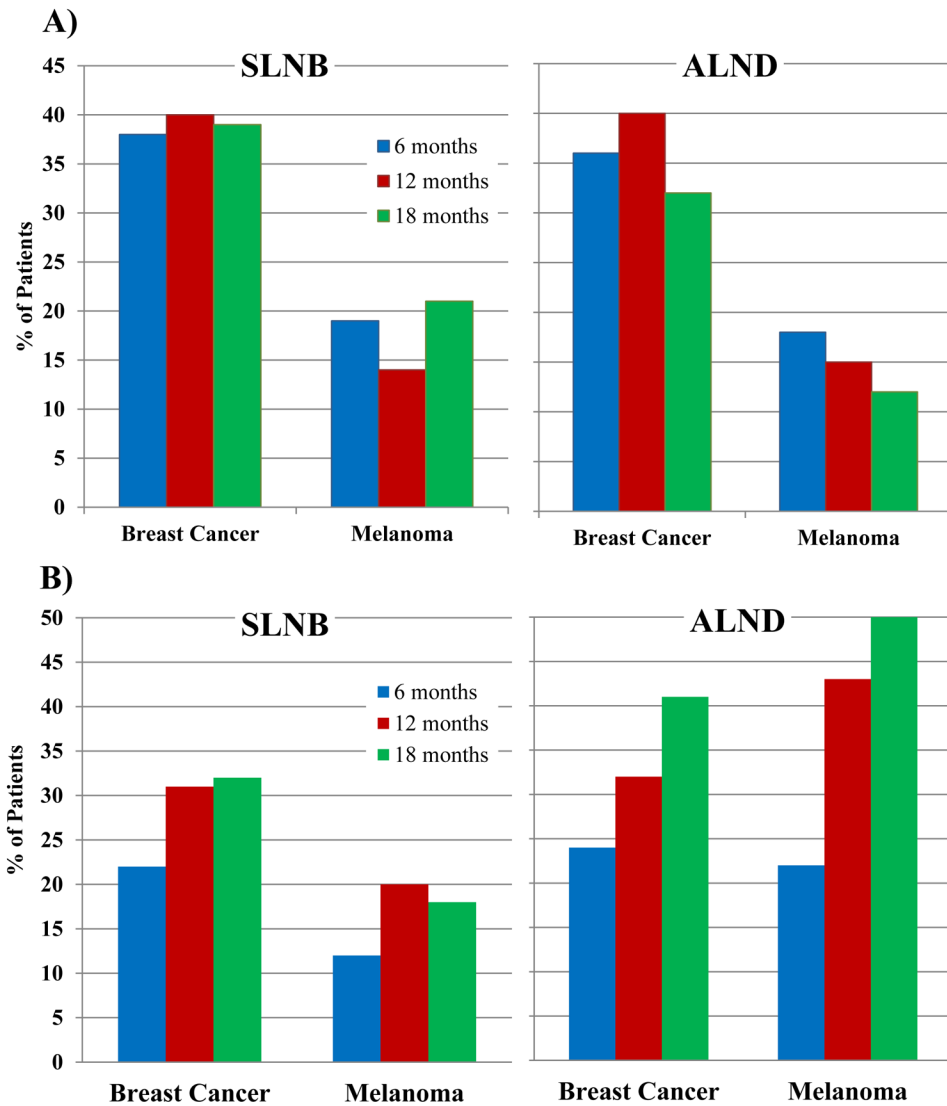 A)
SLNB
ALND
45
40
35
30
25
20
15
10
5
0
% of Patients
6 months
12 months
18 months
Breast Cancer
Melanoma
Breast Cancer
Melanoma
B)
SLNB
ALND
50
45
40
35
30
25
20
15
10
5
0
% of Patients
6 months
12 months
18 months
Breast Cancer
Melanoma
Breast Cancer
Melanoma